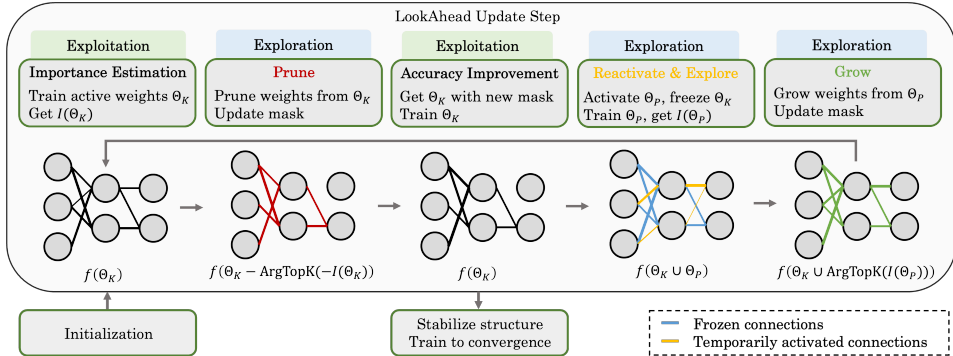 LookAhead Update Step
Exploitation
Importance Estimation
Train active weights Θ_K
Get I(Θ_K)
Exploration
Prune
Prune weights from Θ_K
Update mask
Exploitation
Accuracy Improvement
Get Θ_K with new mask
Train Θ_K
Exploration
Reactivate & Explore
Activate Θ_P, freeze Θ_K
Train Θ_P, get I(Θ_P)
Exploration
Grow
Grow weights from Θ_P
Update mask
f(Θ_K)
f(Θ_K − ArgTopK(−I(Θ_K))
f(Θ_K)
f(Θ_K ∪ Θ_P)
f(Θ_K ∪ ArgTopK(I(Θ_P)))
Initialization
Stabilize structure
Train to convergence
Frozen connections
Temporarily activated connections